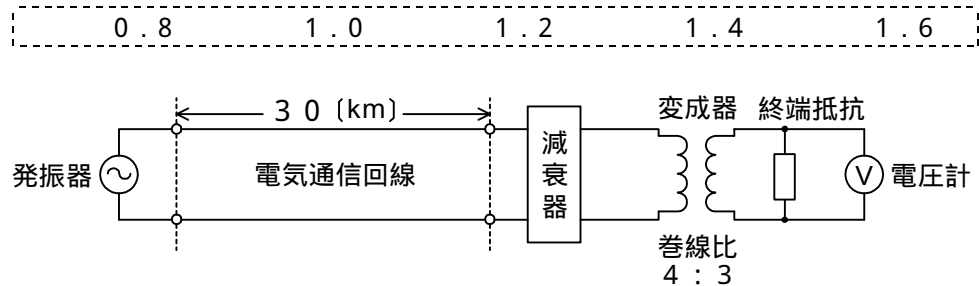 0.8 1.0 1.2 1.4 1.6
30〔km〕
変成器 終端抵抗
発振器 電気通信回線 減衰器 V 電圧計
巻線比
4:3